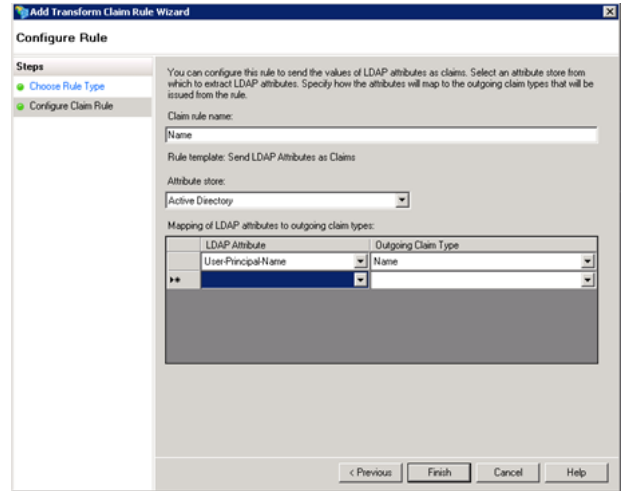 Add Transform Claim Rule Wizard
Configure Rule
Steps
Choose Rule Type
Configure Claim Rule
You can configure this rule to send the values of LDAP attributes as claims. Select an attribute store from
which to extract LDAP attributes. Specify how the attributes will map to the outgoing claim types that will be
issued from the rule.
Claim rule name:
Name
Rule template: Send LDAP Attributes as Claims
Attribute store:
Active Directory
Mapping of LDAP attributes to outgoing claim types:
LDAP Attribute Outgoing Claim Type
User-Principal-Name Name
< Previous Finish Cancel Help